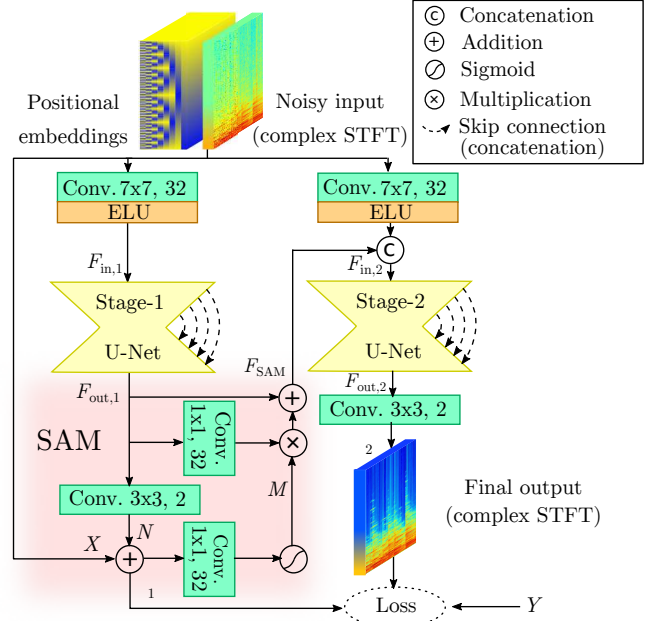 Concatenation
Addition
Sigmoid
Multiplication
Skip connection
(concatenation)
Positional
embeddings
Noisy input
(complex STFT)
Conv. 7x7, 32
ELU
Conv. 7x7, 32
ELU
C
F_in,1
F_in,2
Stage-1
U-Net
Stage-2
U-Net
F_SAM
F_out,1
F_out,2
Conv. 3x3, 2
SAM
Conv.
1x1, 32
2
Conv. 3x3, 2
M
Final output
(complex STFT)
N
X
Conv.
1x1, 32
1
Loss
Y